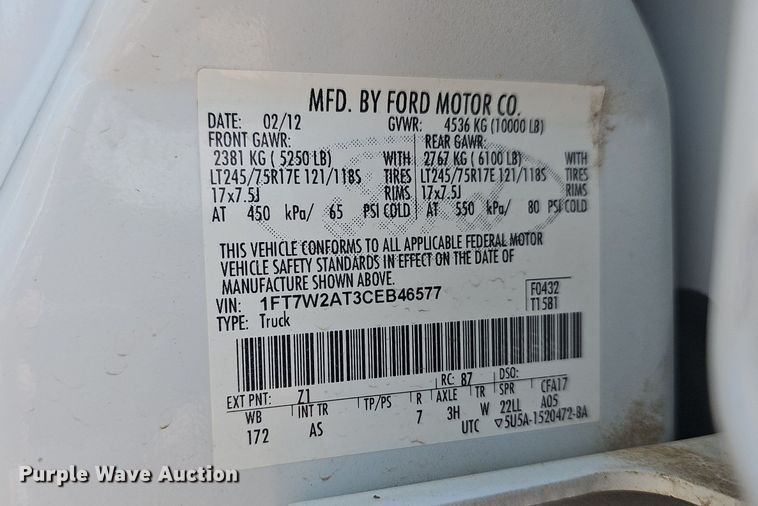 MFD. BY FORD MOTOR CO.
DATE: 02/12 GVWR: 4536 KG (10000 LB)
FRONT GAWR: REAR GAWR:
2381 KG ( 5250 LB) WITH 2767 KG ( 6100 LB) WITH
LT245/75R17E 121/118S TIRES LT245/75R17E 121/118S TIRES
17x7.5J RIMS 17x7.5J RIMS
AT 450 kPa/ 65 PSI COLD AT 550 kPa/ 80 PSI COLD
THIS VEHICLE CONFORMS TO ALL APPLICABLE FEDERAL MOTOR
VEHICLE SAFETY STANDARDS IN EFFECT ON THE DATE OF
MANUFACTURE SHOWN ABOVE.
VIN: 1FT7W2AT3CEB46577 F0432
TYPE: Truck T1581
EXT PNT: Z1 RC: 87 DSO:
WB INT TR TP/PS R AXLE TR SPR CFA17
172 AS 7 3H W 22LL A05
UTC ▽5U5A-1520472-BA
Purple Wave Auction